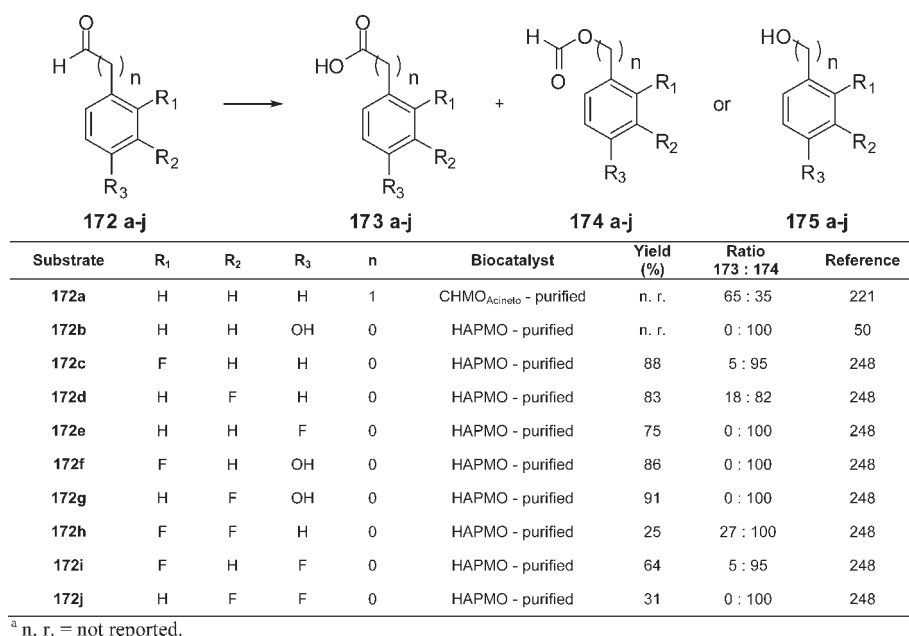 O O H O n HO
H n HO n O n
R1 R1 R1 R1
+ or
R2 R2 R2 R2
R3 R3 R3 R3
172 a-j 173 a-j 174 a-j 175 a-j
Substrate R1 R2 R3 n Biocatalyst Yield (%) Ratio 173 : 174 Reference
172a H H H 1 CHMOAcineto - purified n. r. 65 : 35 221
172b H H OH 0 HAPMO - purified n. r. 0 : 100 50
172c F H H 0 HAPMO - purified 88 5 : 95 248
172d H F H 0 HAPMO - purified 83 18 : 82 248
172e H H F 0 HAPMO - purified 75 0 : 100 248
172f F H OH 0 HAPMO - purified 86 0 : 100 248
172g H F OH 0 HAPMO - purified 91 0 : 100 248
172h F F H 0 HAPMO - purified 25 27 : 100 248
172i F H F 0 HAPMO - purified 64 5 : 95 248
172j H F F 0 HAPMO - purified 31 0 : 100 248
a n. r. = not reported.